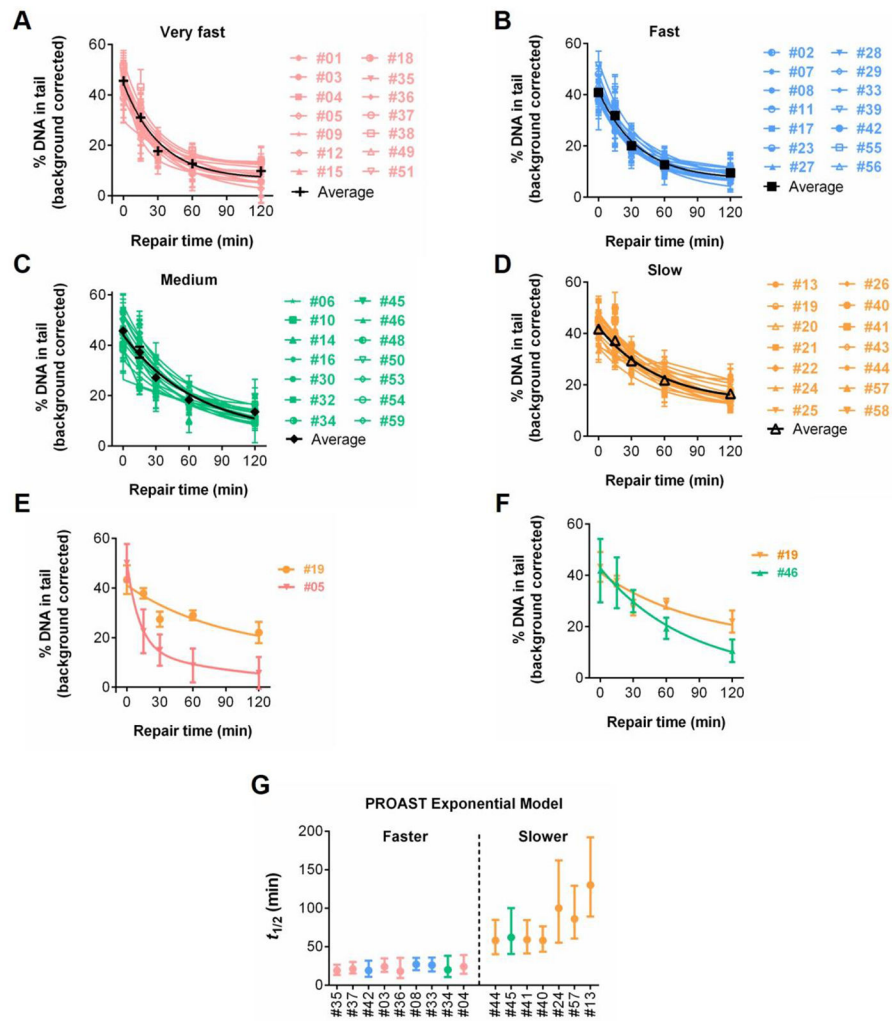 A
Very fast
% DNA in tail
(background corrected)
60
40
20
0
0 30 60 90 120
Repair time (min)
#01 #18
#03 #35
#04 #36
#05 #37
#09 #38
#12 #49
#15 #51
Average
B
Fast
% DNA in tail
(background corrected)
60
40
20
0
0 30 60 90 120
Repair time (min)
#02 #28
#07 #29
#08 #33
#11 #39
#17 #42
#23 #55
#27 #56
Average
C
Medium
% DNA in tail
(background corrected)
60
40
20
0
0 30 60 90 120
Repair time (min)
#06 #45
#10 #46
#14 #48
#16 #50
#30 #53
#32 #54
#34 #59
Average
D
Slow
% DNA in tail
(background corrected)
60
40
20
0
0 30 60 90 120
Repair time (min)
#13 #26
#19 #40
#20 #41
#21 #43
#22 #44
#24 #57
#25 #58
Average
E
% DNA in tail
(background corrected)
60
40
20
0
0 30 60 90 120
Repair time (min)
#19
#05
F
% DNA in tail
(background corrected)
60
40
20
0
0 30 60 90 120
Repair time (min)
#19
#46
G
PROAST Exponential Model
Faster Slower
t1/2 (min)
200
150
100
50
0
#35 #37 #42 #03 #36 #08 #33 #34 #04 #44 #45 #41 #40 #24 #57 #13